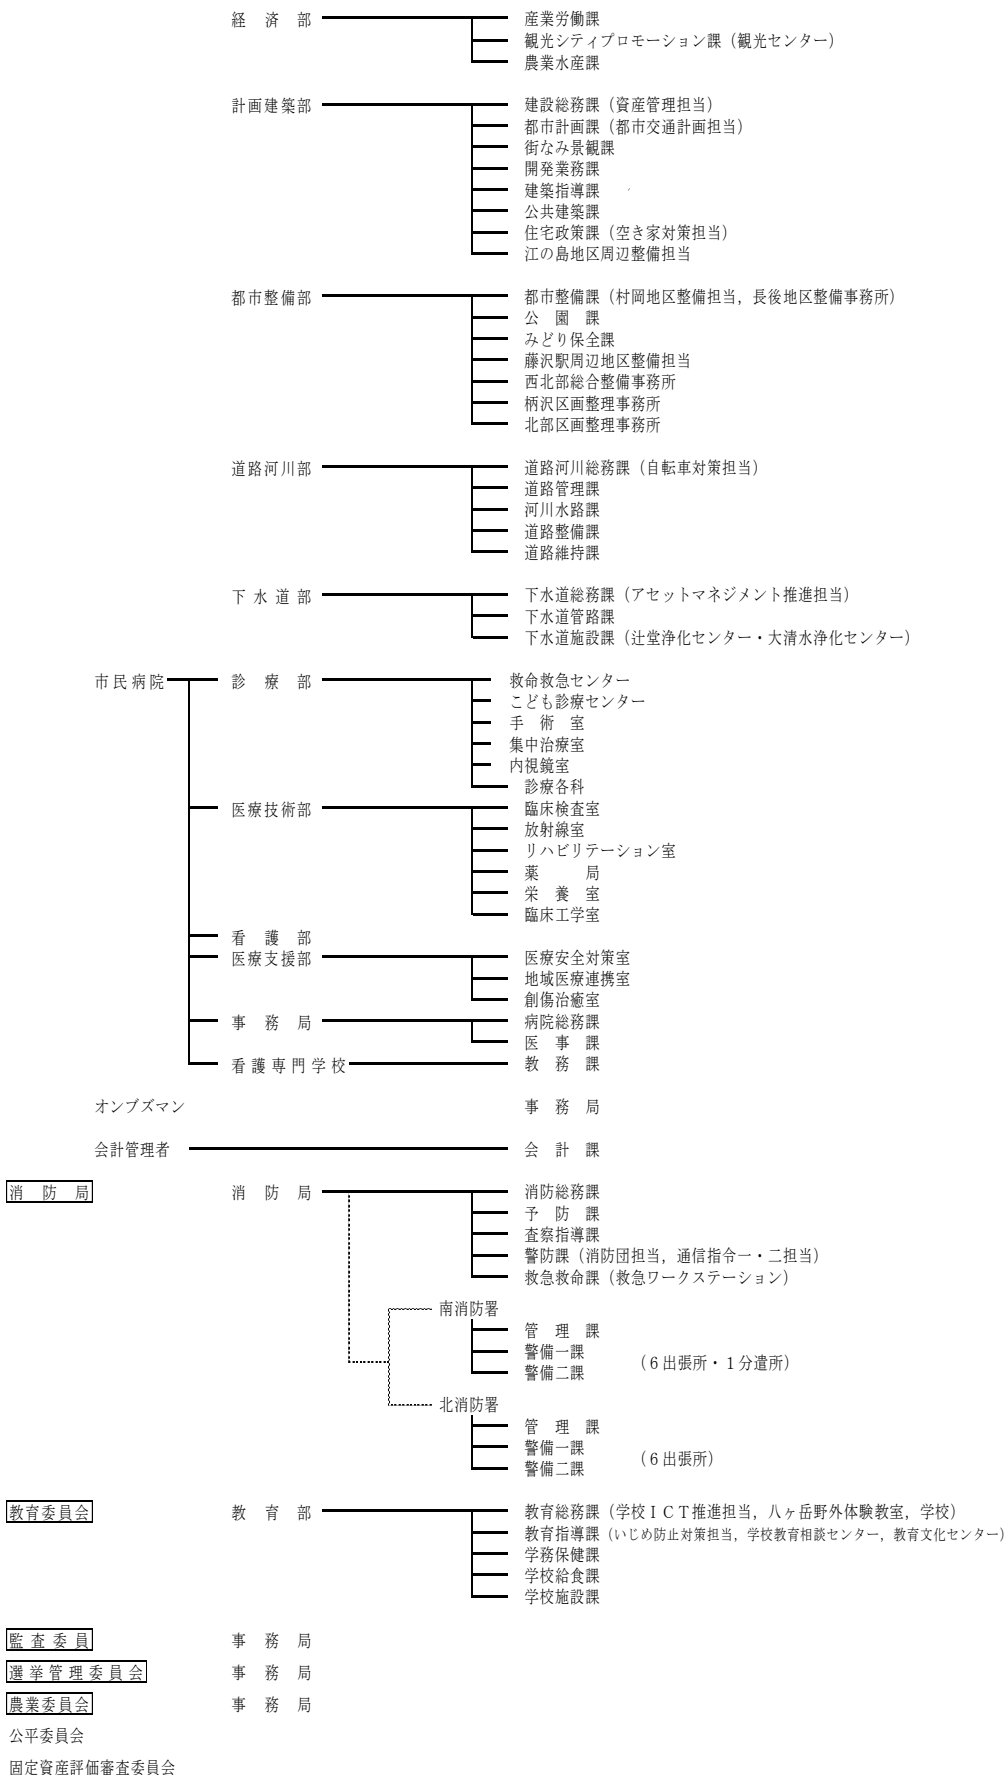 経　済　部　産業労働課
観光シティプロモーション課（観光センター）
農業水産課
計画建築部　建設総務課（資産管理担当）
都市計画課（都市交通計画担当）
街なみ景観課
開発業務課
建築指導課
公共建築課
住宅政策課（空き家対策担当）
江の島地区周辺整備担当
都市整備部　都市整備課（村岡地区整備担当，長後地区整備事務所）
公　園　課
みどり保全課
藤沢駅周辺地区整備担当
西北部総合整備事務所
柄沢区画整理事務所
北部区画整理事務所
道路河川部　道路河川総務課（自転車対策担当）
道路管理課
河川水路課
道路整備課
道路維持課
下水道部　下水道総務課（アセットマネジメント推進担当）
下水道管路課
下水道施設課（辻堂浄化センター・大清水浄化センター）
市民病院　診　療　部　救命救急センター
こども診療センター
手　術　室
集中治療室
内視鏡室
診療各科
医療技術部　臨床検査室
放射線室
リハビリテーション室
薬　　　局
栄　養　室
臨床工学室
看　護　部
医療支援部　医療安全対策室
地域医療連携室
創傷治癒室
事　務　局　病院総務課
医　事　課
看護専門学校　教　務　課
オンブズマン　事　務　局
会計管理者　会　計　課
消　防　局　消　防　局　消防総務課
予　防　課
査察指導課
警防課（消防団担当，通信指令一・二担当）
救急救命課（救急ワークステーション）
南消防署
管　理　課
警備一課
（６出張所・１分遣所）
警備二課
北消防署
管　理　課
警備一課
（６出張所）
警備二課
教育委員会　教　育　部　教育総務課（学校ＩＣＴ推進担当，八ヶ岳野外体験教室，学校）
教育指導課（いじめ防止対策担当，学校教育相談センター，教育文化センター）
学務保健課
学校給食課
学校施設課
監査委員　事　務　局
選挙管理委員会　事　務　局
農業委員会　事　務　局
公平委員会
固定資産評価審査委員会